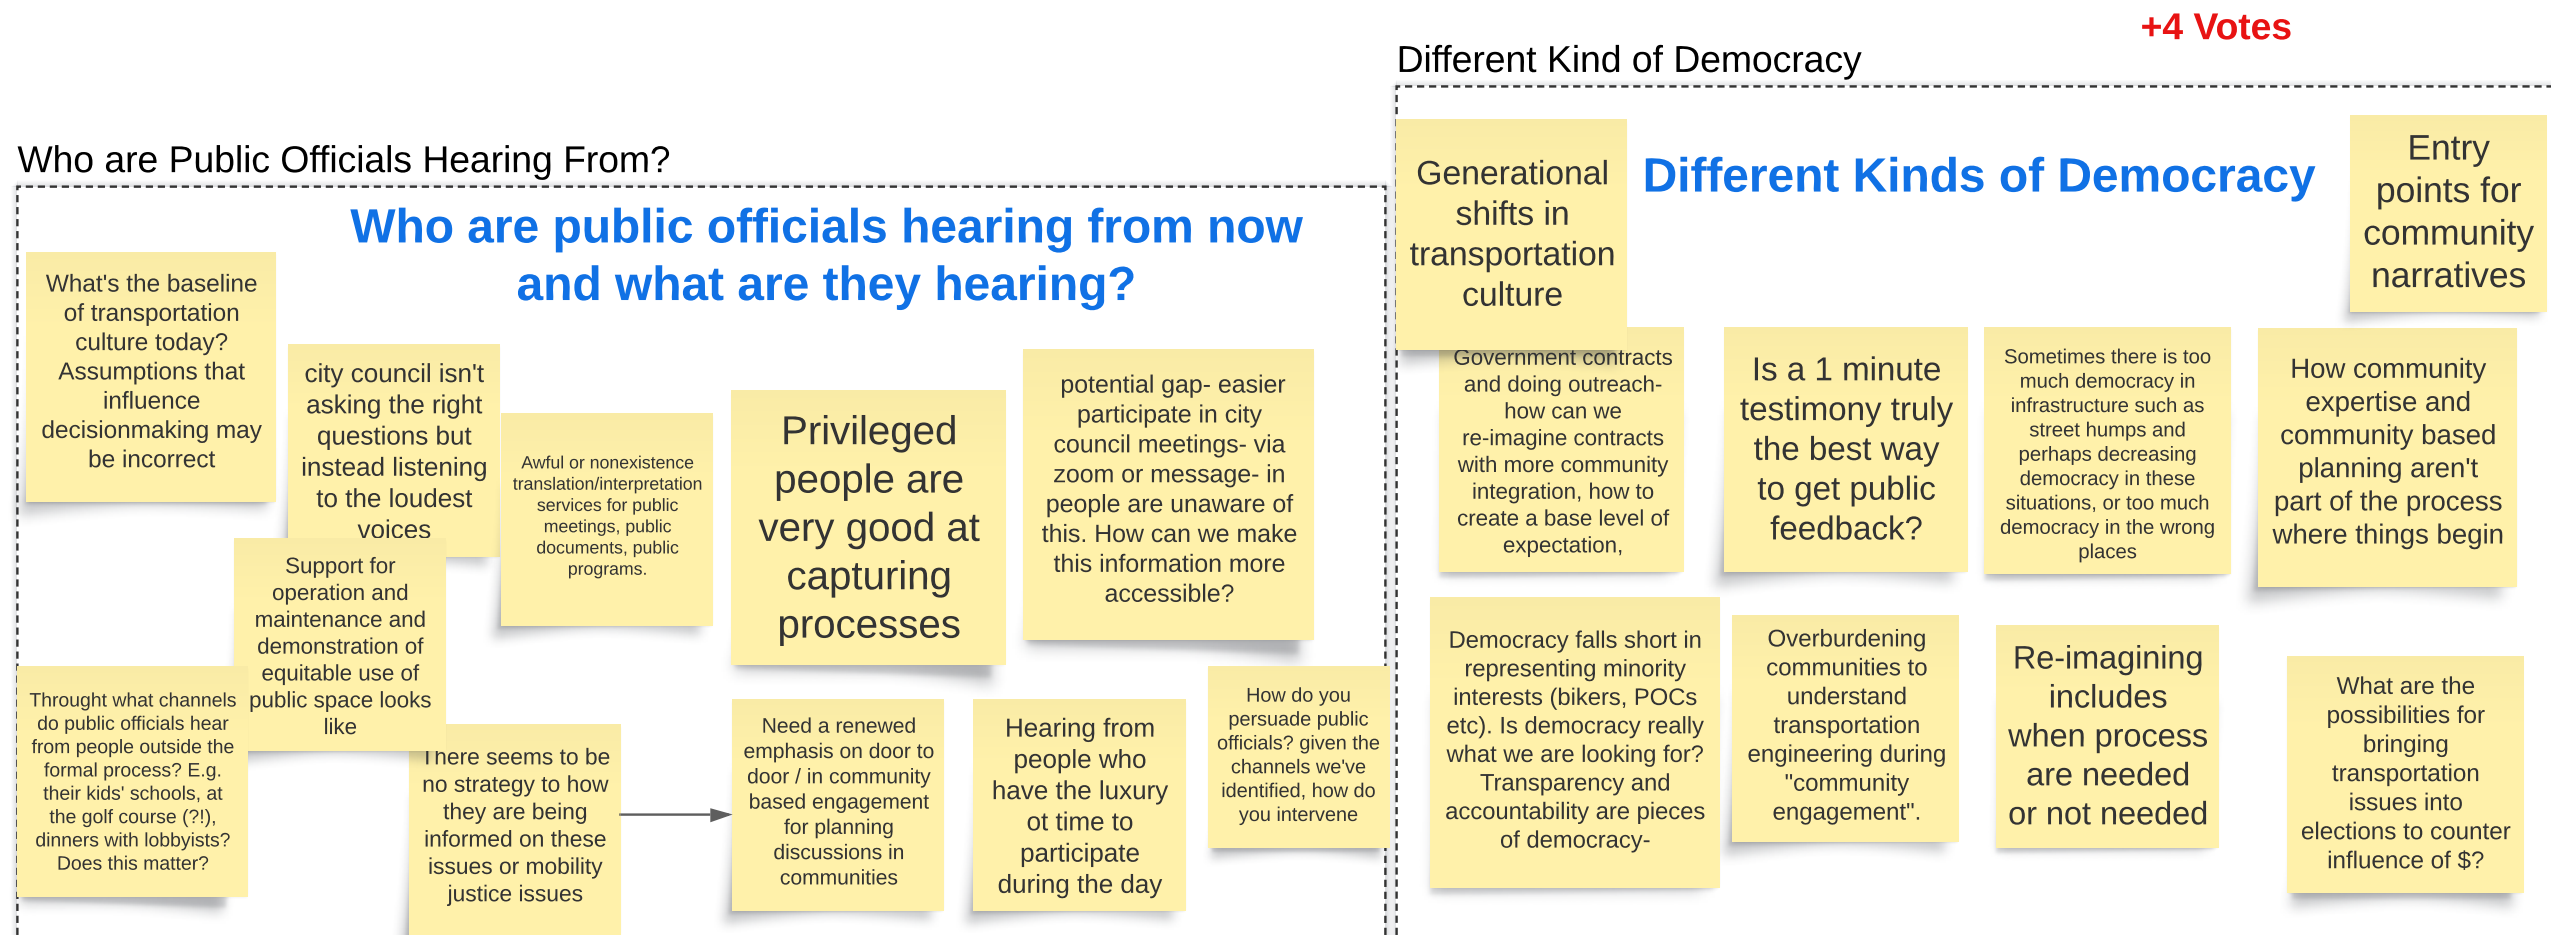 +4 Votes
Different Kind of Democracy
Who are Public Officials Hearing From?
Who are public officials hearing from now
and what are they hearing?
What's the baseline
of transportation
culture today?
Assumptions that
influence
decisionmaking may
be incorrect
city council isn't
asking the right
questions but
instead listening
to the loudest
voices
Awful or nonexistence
translation/interpretation
services for public
meetings, public
documents, public
programs.
Privileged
people are
very good at
capturing
processes
potential gap- easier
participate in city
council meetings- via
zoom or message- in
people are unaware of
this. How can we make
this information more
accessible?
Support for
operation and
maintenance and
demonstration of
equitable use of
public space looks
like
Throught what channels
do public officials hear
from people outside the
formal process? E.g.
their kids' schools, at
the golf course (?!),
dinners with lobbyists?
Does this matter?
There seems to be
no strategy to how
they are being
informed on these
issues or mobility
justice issues
Need a renewed
emphasis on door to
door / in community
based engagement
for planning
discussions in
communities
Hearing from
people who
have the luxury
ot time to
participate
during the day
How do you
persuade public
officials? given the
channels we've
identified, how do
you intervene
Different Kinds of Democracy
Generational
shifts in
transportation
culture
Entry
points for
community
narratives
Government contracts
and doing outreach-
how can we
re-imagine contracts
with more community
integration, how to
create a base level of
expectation,
Is a 1 minute
testimony truly
the best way
to get public
feedback?
Sometimes there is too
much democracy in
infrastructure such as
street humps and
perhaps decreasing
democracy in these
situations, or too much
democracy in the wrong
places
How community
expertise and
community based
planning aren't
part of the process
where things begin
Democracy falls short in
representing minority
interests (bikers, POCs
etc). Is democracy really
what we are looking for?
Transparency and
accountability are pieces
of democracy-
Overburdening
communities to
understand
transportation
engineering during
"community
engagement".
Re-imagining
includes
when process
are needed
or not needed
What are the
possibilities for
bringing
transportation
issues into
elections to counter
influence of $?